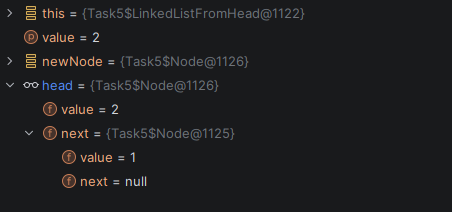 this = {Task5$LinkedListFromHead@1122}
p value = 2
newNode = {Task5$Node@1126}
head = {Task5$Node@1126}
f value = 2
f next = {Task5$Node@1125}
f value = 1
f next = null